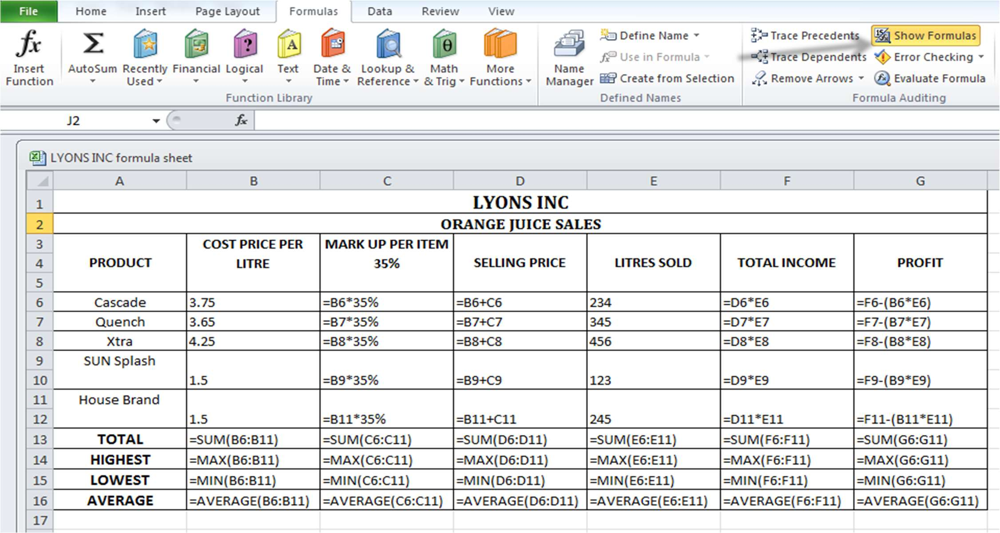 File Home Insert Page Layout Formulas Data Review View
Insert Function
AutoSum
Recently Used
Financial
Logical
Text
Date & Time
Lookup & Reference
Math & Trig
More Functions
Function Library
Name Manager
Define Name
Use in Formula
Create from Selection
Defined Names
Trace Precedents
Trace Dependents
Remove Arrows
Show Formulas
Error Checking
Evaluate Formula
Formula Auditing
J2 fx
LYONS INC formula sheet
A B C D E F G
1 LYONS INC
2 ORANGE JUICE SALES
3 COST PRICE PER MARK UP PER ITEM
4 PRODUCT LITRE 35% SELLING PRICE LITRES SOLD TOTAL INCOME PROFIT
5
6 Cascade 3.75 =B6*35% =B6+C6 234 =D6*E6 =F6-(B6*E6)
7 Quench 3.65 =B7*35% =B7+C7 345 =D7*E7 =F7-(B7*E7)
8 Xtra 4.25 =B8*35% =B8+C8 456 =D8*E8 =F8-(B8*E8)
9 SUN Splash
10 1.5 =B9*35% =B9+C9 123 =D9*E9 =F9-(B9*E9)
11 House Brand
12 1.5 =B11*35% =B11+C11 245 =D11*E11 =F11-(B11*E11)
13 TOTAL =SUM(B6:B11) =SUM(C6:C11) =SUM(D6:D11) =SUM(E6:E11) =SUM(F6:F11) =SUM(G6:G11)
14 HIGHEST =MAX(B6:B11) =MAX(C6:C11) =MAX(D6:D11) =MAX(E6:E11) =MAX(F6:F11) =MAX(G6:G11)
15 LOWEST =MIN(B6:B11) =MIN(C6:C11) =MIN(D6:D11) =MIN(E6:E11) =MIN(F6:F11) =MIN(G6:G11)
16 AVERAGE =AVERAGE(B6:B11) =AVERAGE(C6:C11) =AVERAGE(D6:D11) =AVERAGE(E6:E11) =AVERAGE(F6:F11) =AVERAGE(G6:G11)
17